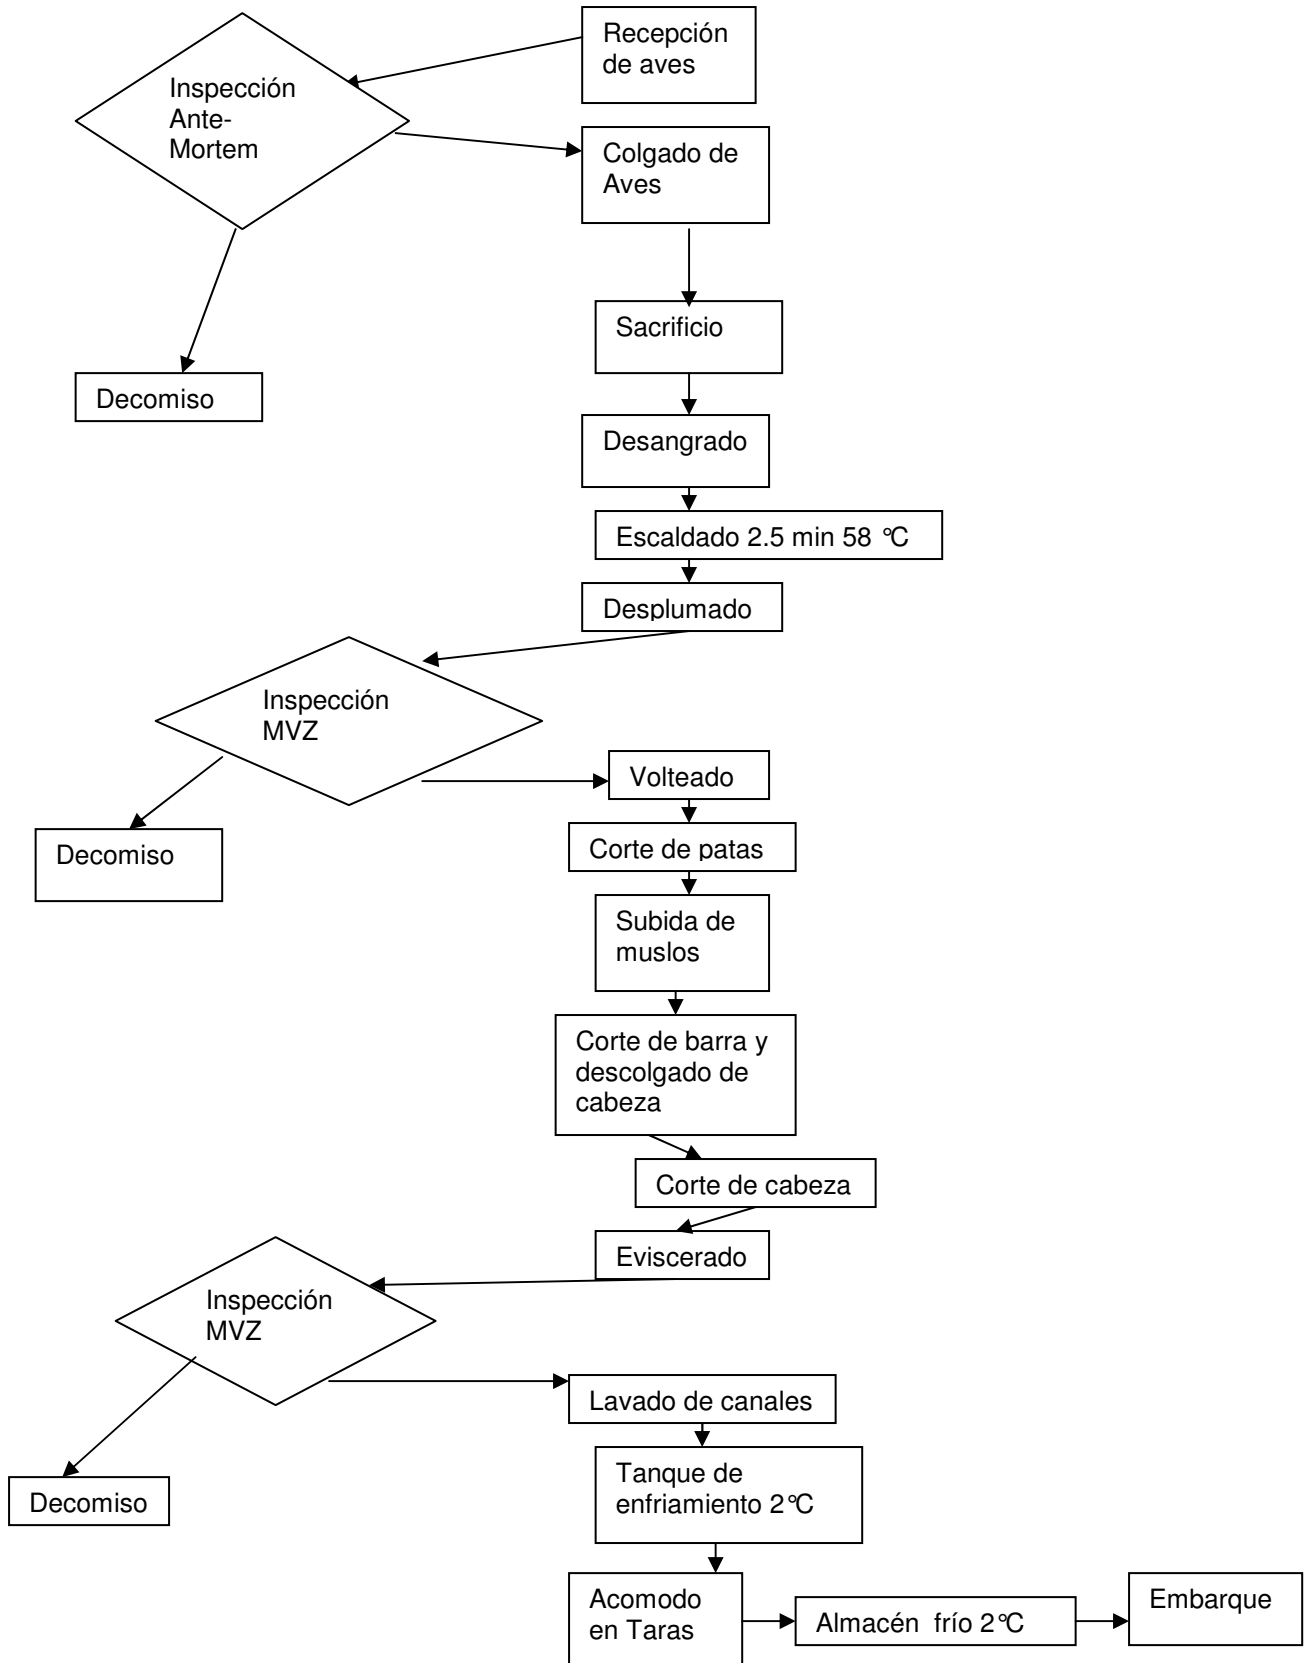 Recepción
de aves
Inspección
Ante-
Mortem
Colgado de
Aves
Sacrificio
Decomiso
Desangrado
Escaldado 2.5 min 58 °C
Desplumado
Inspección
MVZ
Volteado
Decomiso
Corte de patas
Subida de
muslos
Corte de barra y
descolgado de
cabeza
Corte de cabeza
Eviscerado
Inspección
MVZ
Lavado de canales
Decomiso
Tanque de
enfriamiento 2°C
Acomodo
en Taras
Almacén frío 2°C
Embarque